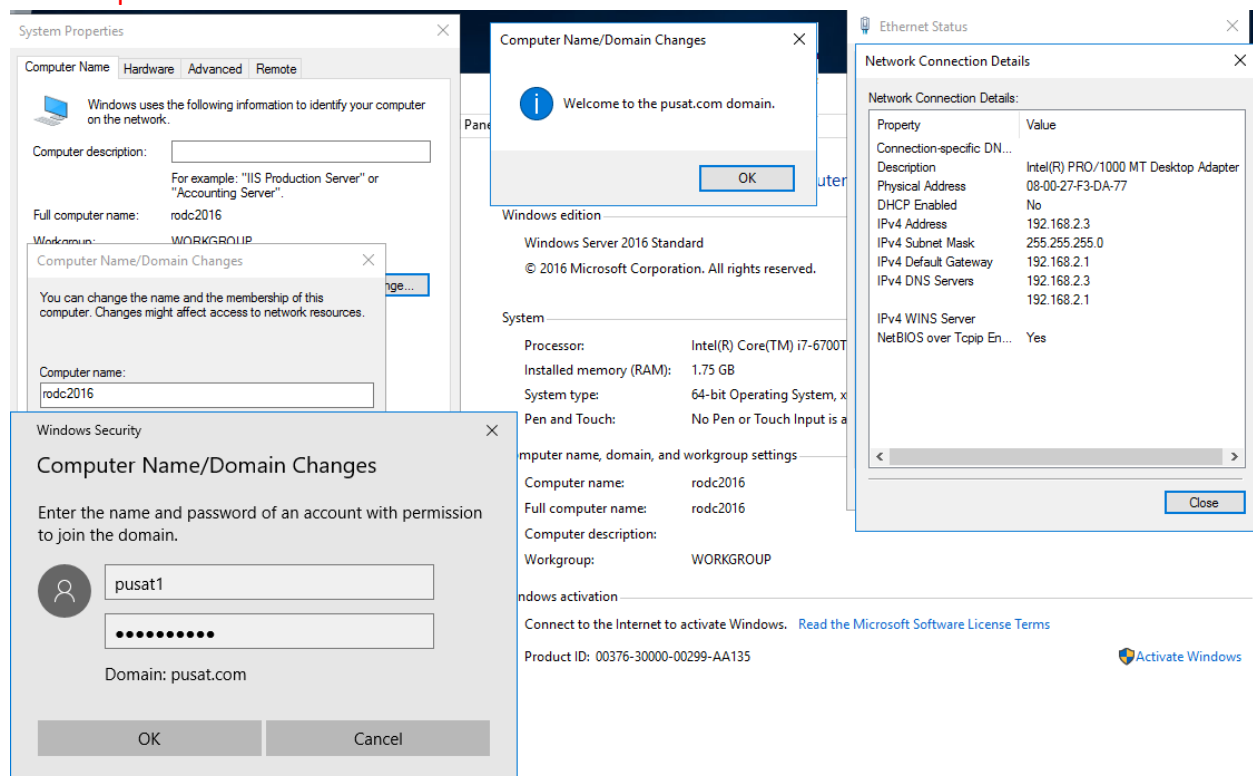 System Properties
Computer Name Hardware Advanced Remote
Windows uses the following information to identify your computer
on the network.
Computer description:
For example: "IIS Production Server" or
"Accounting Server".
Full computer name: rodc2016
Workgroup: WORKGROUP
Computer Name/Domain Changes
You can change the name and the membership of this
computer. Changes might affect access to network resources.
Computer name:
rodc2016
Windows Security
Computer Name/Domain Changes
Enter the name and password of an account with permission
to join the domain.
pusat1
●●●●●●●●●●
Domain: pusat.com
OK Cancel
Computer Name/Domain Changes
Welcome to the pusat.com domain.
OK
Windows edition
Windows Server 2016 Standard
© 2016 Microsoft Corporation. All rights reserved.
System
Processor: Intel(R) Core(TM) i7-6700T
Installed memory (RAM): 1.75 GB
System type: 64-bit Operating System, x
Pen and Touch: No Pen or Touch Input is a
omputer name, domain, and workgroup settings
Computer name: rodc2016
Full computer name: rodc2016
Computer description:
Workgroup: WORKGROUP
ndows activation
Connect to the Internet to activate Windows. Read the Microsoft Software License Terms
Product ID: 00376-30000-00299-AA135
Activate Windows
Ethernet Status
Network Connection Details
Network Connection Details:
Property Value
Connection-specific DN...
Description Intel(R) PRO/1000 MT Desktop Adapter
Physical Address 08-00-27-F3-DA-77
DHCP Enabled No
IPv4 Address 192.168.2.3
IPv4 Subnet Mask 255.255.255.0
IPv4 Default Gateway 192.168.2.1
IPv4 DNS Servers 192.168.2.3
192.168.2.1
IPv4 WINS Server
NetBIOS over Tcpip En... Yes
Close